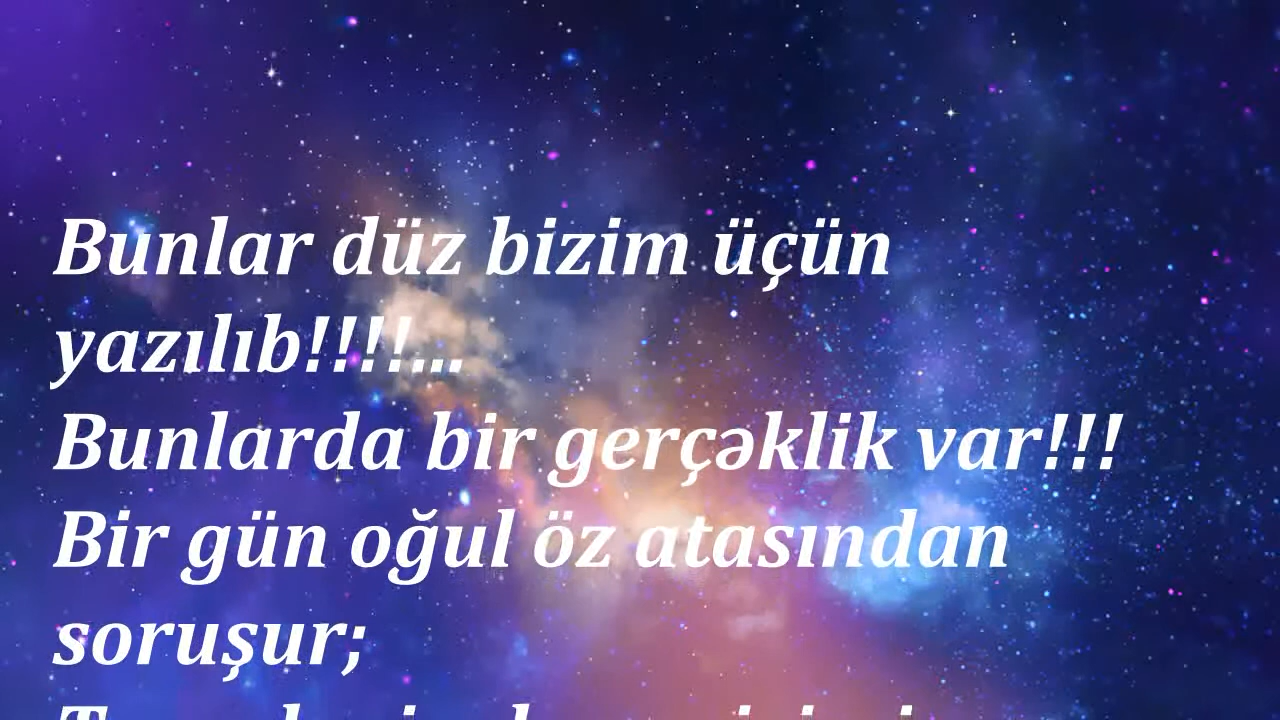 Bunlar düz bizim üçün
yazılıb!!!!...
Bunlarda bir gerçəklik var!!!
Bir gün oğul öz atasından
soruşur;